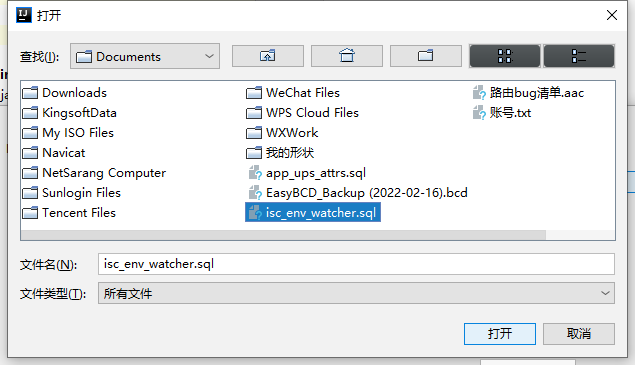 IJ 打开
in
ja
查找(I): Documents
Downloads
KingsoftData
My ISO Files
Navicat
NetSarang Computer
Sunlogin Files
Tencent Files
WeChat Files
WPS Cloud Files
WXWork
我的形状
app_ups_attrs.sql
EasyBCD_Backup (2022-02-16).bcd
isc_env_watcher.sql
路由bug清单.aac
账号.txt
文件名(N): isc_env_watcher.sql
文件类型(T): 所有文件
打开 取消